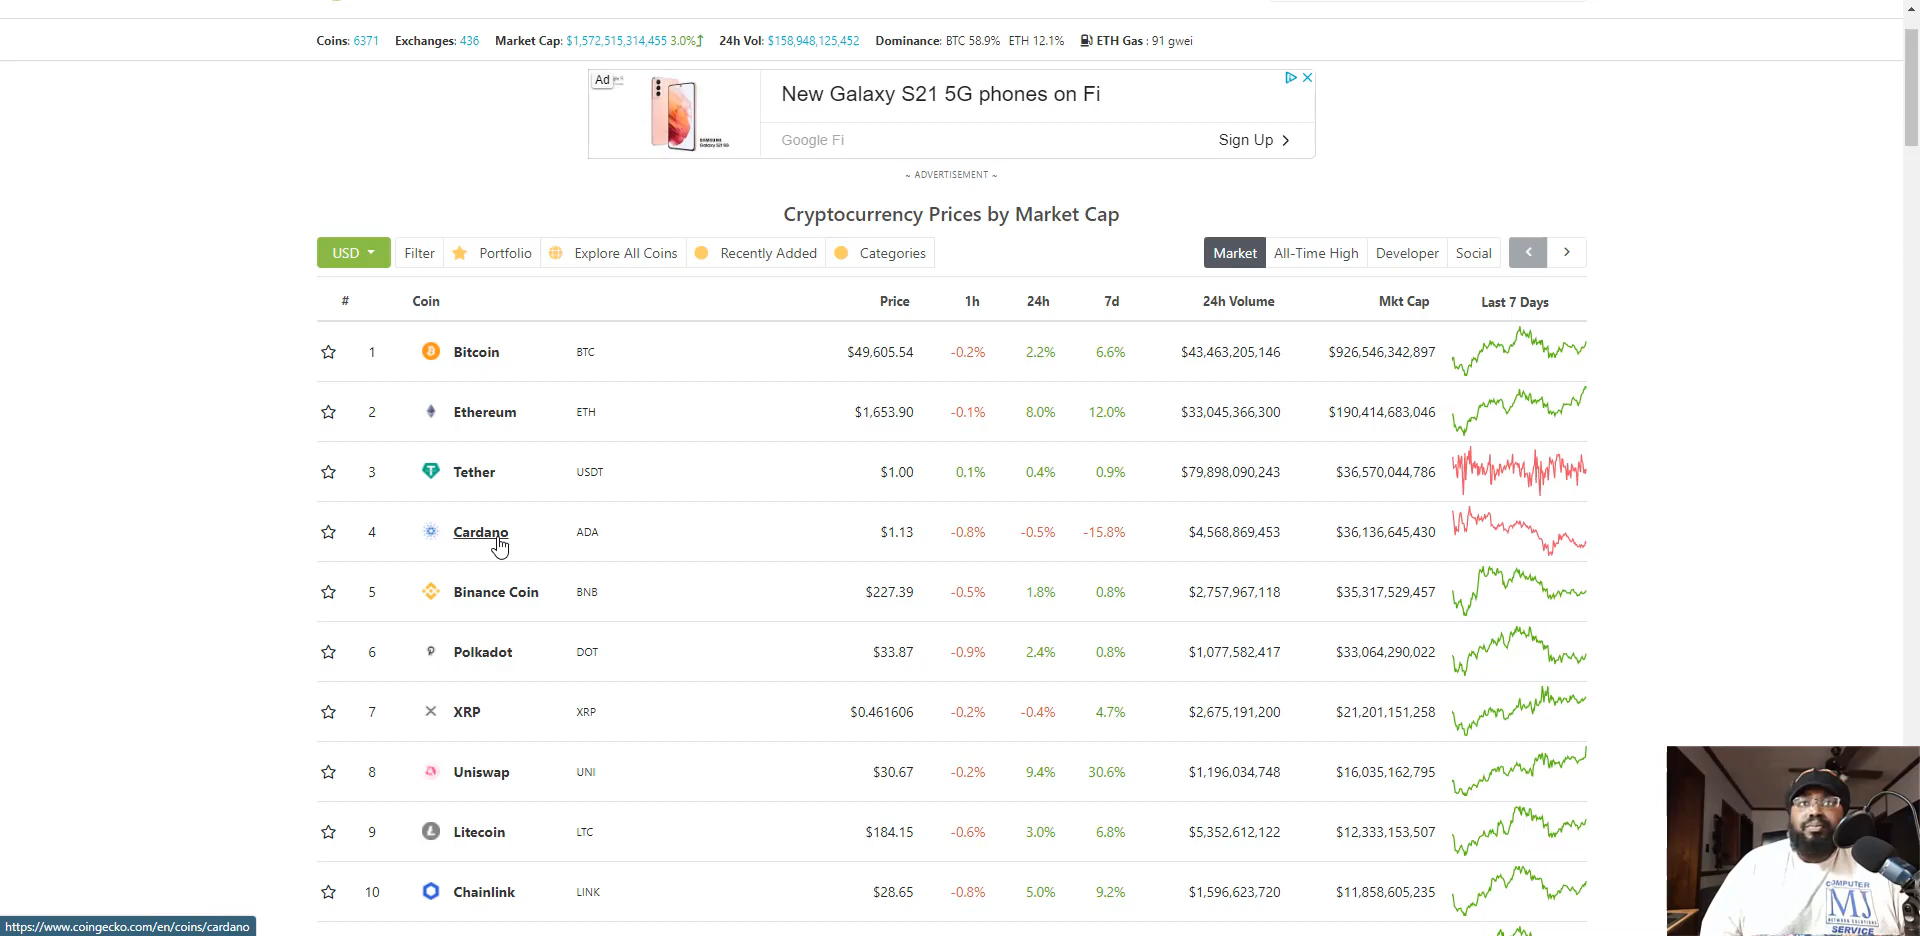 Coins: 6371 Exchanges: 436 Market Cap: $1,572,515,314,455 3.0% 24h Vol: $158,948,125,452 Dominance: BTC 58.9% ETH 12.1% ETH Gas : 91 gwei
Ad
New Galaxy S21 5G phones on Fi
SAMSUNG
Galaxy S21 5G
Google Fi
Sign Up
~ ADVERTISEMENT ~
Cryptocurrency Prices by Market Cap
USD Filter Portfolio Explore All Coins Recently Added Categories Market All-Time High Developer Social
# Coin Price 1h 24h 7d 24h Volume Mkt Cap Last 7 Days
1 Bitcoin BTC $49,605.54 -0.2% 2.2% 6.6% $43,463,205,146 $926,546,342,897
2 Ethereum ETH $1,653.90 -0.1% 8.0% 12.0% $33,045,366,300 $190,414,683,046
3 Tether USDT $1.00 0.1% 0.4% 0.9% $79,898,090,243 $36,570,044,786
4 Cardano ADA $1.13 -0.8% -0.5% -15.8% $4,568,869,453 $36,136,645,430
5 Binance Coin BNB $227.39 -0.5% 1.8% 0.8% $2,757,967,118 $35,317,529,457
6 Polkadot DOT $33.87 -0.9% 2.4% 0.8% $1,077,582,417 $33,064,290,022
7 XRP XRP $0.461606 -0.2% -0.4% 4.7% $2,675,191,200 $21,201,151,258
8 Uniswap UNI $30.67 -0.2% 9.4% 30.6% $1,196,034,748 $16,035,162,795
9 Litecoin LTC $184.15 -0.6% 3.0% 6.8% $5,352,612,122 $12,333,153,507
10 Chainlink LINK $28.65 -0.8% 5.0% 9.2% $1,596,623,720 $11,858,605,235
https://www.coingecko.com/en/coins/cardano
COMPUTER
MJ
NETWORK SOLUTIONS
SERVICE